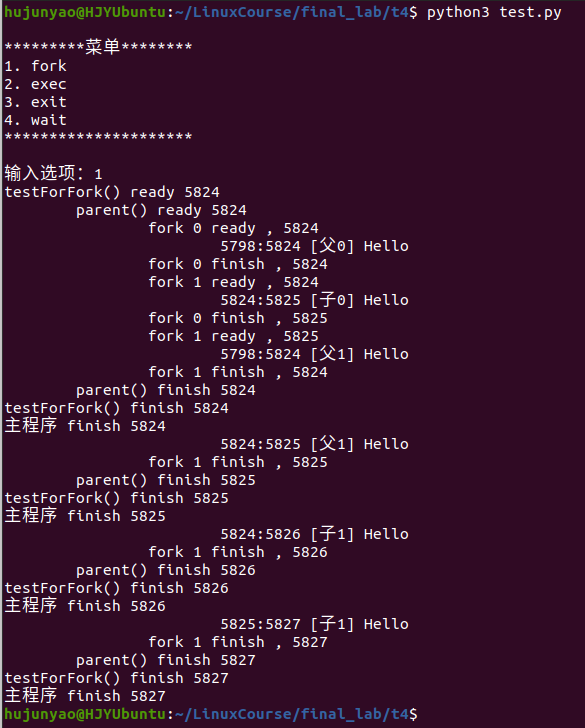 hujunyao@HJYUbuntu:~/LinuxCourse/final_lab/t4$ python3 test.py
*********菜单********
1. fork
2. exec
3. exit
4. wait
*********************
输入选项：1
testForFork() ready 5824
parent() ready 5824
fork 0 ready , 5824
5798:5824 [父0] Hello
fork 0 finish , 5824
fork 1 ready , 5824
5824:5825 [子0] Hello
fork 0 finish , 5825
fork 1 ready , 5825
5798:5824 [父1] Hello
fork 1 finish , 5824
parent() finish 5824
testForFork() finish 5824
主程序 finish 5824
5824:5825 [父1] Hello
fork 1 finish , 5825
parent() finish 5825
testForFork() finish 5825
主程序 finish 5825
5824:5826 [子1] Hello
fork 1 finish , 5826
parent() finish 5826
testForFork() finish 5826
主程序 finish 5826
5825:5827 [子1] Hello
fork 1 finish , 5827
parent() finish 5827
testForFork() finish 5827
主程序 finish 5827
hujunyao@HJYUbuntu:~/LinuxCourse/final_lab/t4$